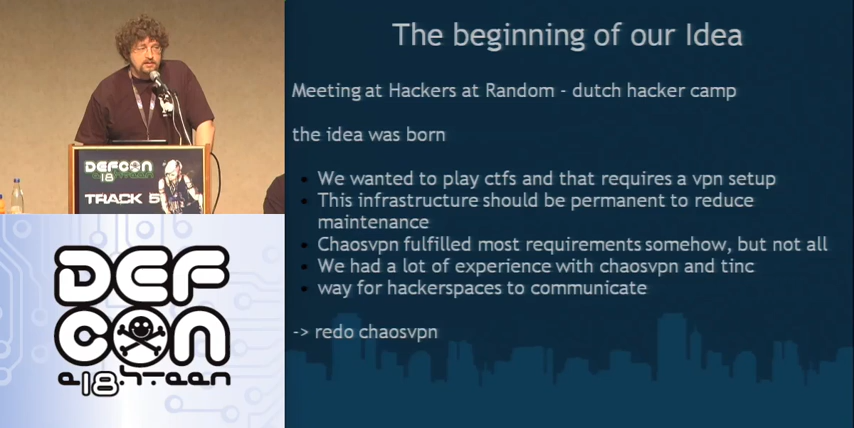 DEFCON
18
TRACK 5
DEF
CON
e18hteen
The beginning of our Idea
Meeting at Hackers at Random - dutch hacker camp
the idea was born
We wanted to play ctfs and that requires a vpn setup
This infrastructure should be permanent to reduce
maintenance
Chaosvpn fulfilled most requirements somehow, but not all
We had a lot of experience with chaosvpn and tinc
way for hackerspaces to communicate
-> redo chaosvpn